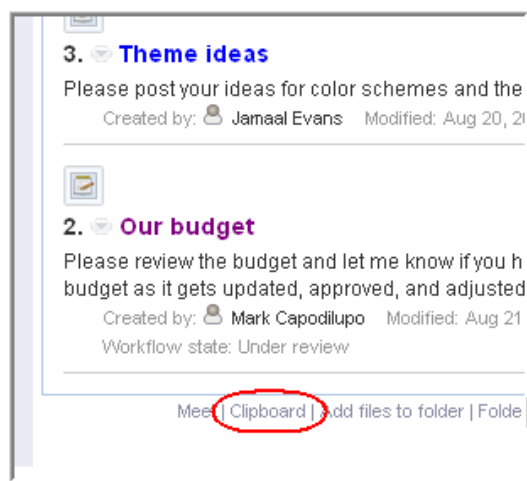 3. Theme ideas
Please post your ideas for color schemes and the
Created by: Jamaal Evans Modified: Aug 20,
2. Our budget
Please review the budget and let me know if you
budget as it gets updated, approved, and adjusted
Created by: Mark Capodilupo Modified: Aug 21
Workflow state: Under review
Meet | Clipboard | Add files to folder |